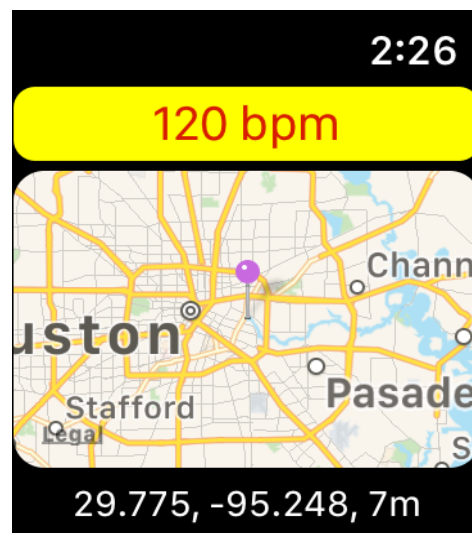 2:26
120 bpm
Chann
uston
Pasade
Stafford
Legal
S
29.775, -95.248, 7m